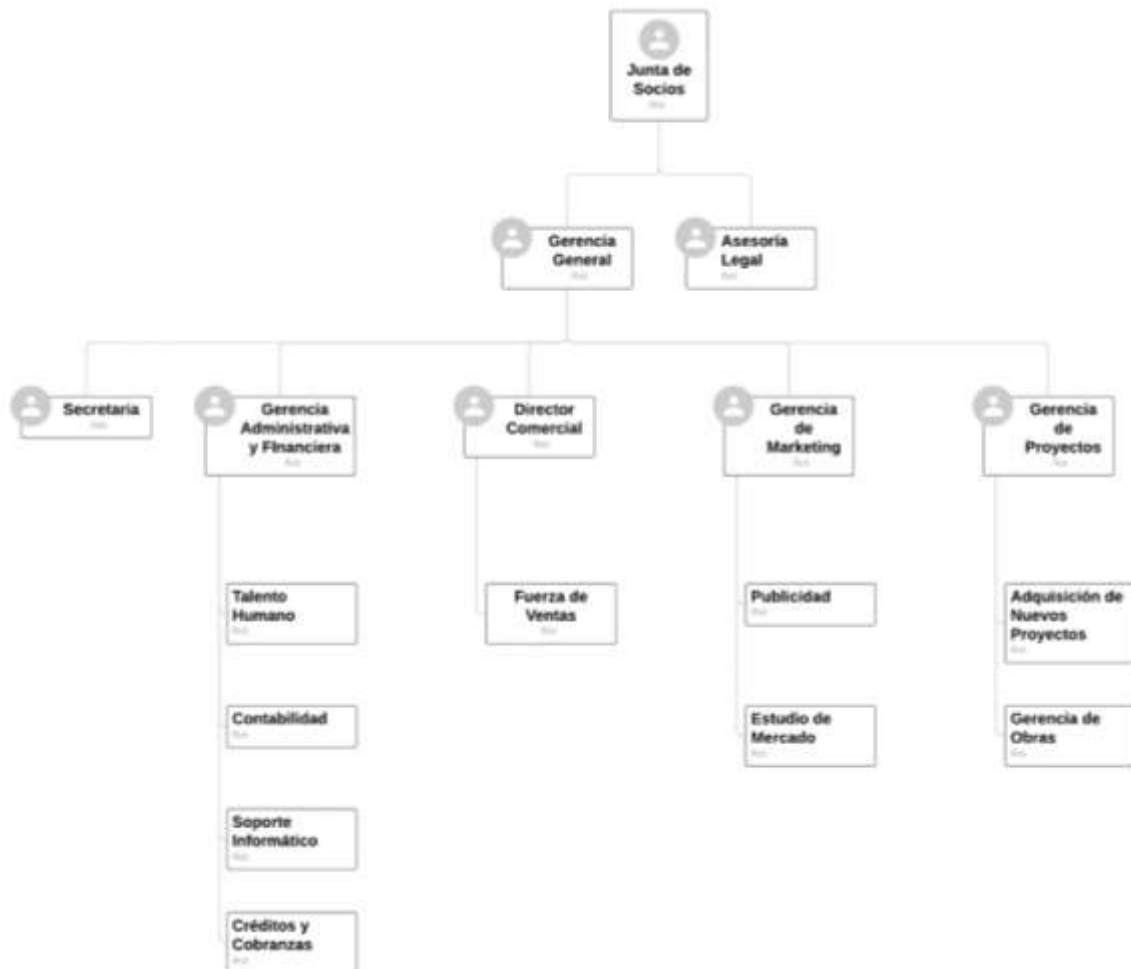 Junta de
Socios
Gerencia
General
Asesoría
Legal
Secretaria
Gerencia
Administrativa
y FInanciera
Director
Comercial
Gerencia
de
Marketing
Gerencia
de
Proyectos
Talento
Humano
Fuerza de
Ventas
Publicidad
Adquisición de
Nuevos
Proyectos
Contabilidad
Estudio de
Mercado
Gerencia de
Obras
Soporte
Informático
Créditos y
Cobranzas